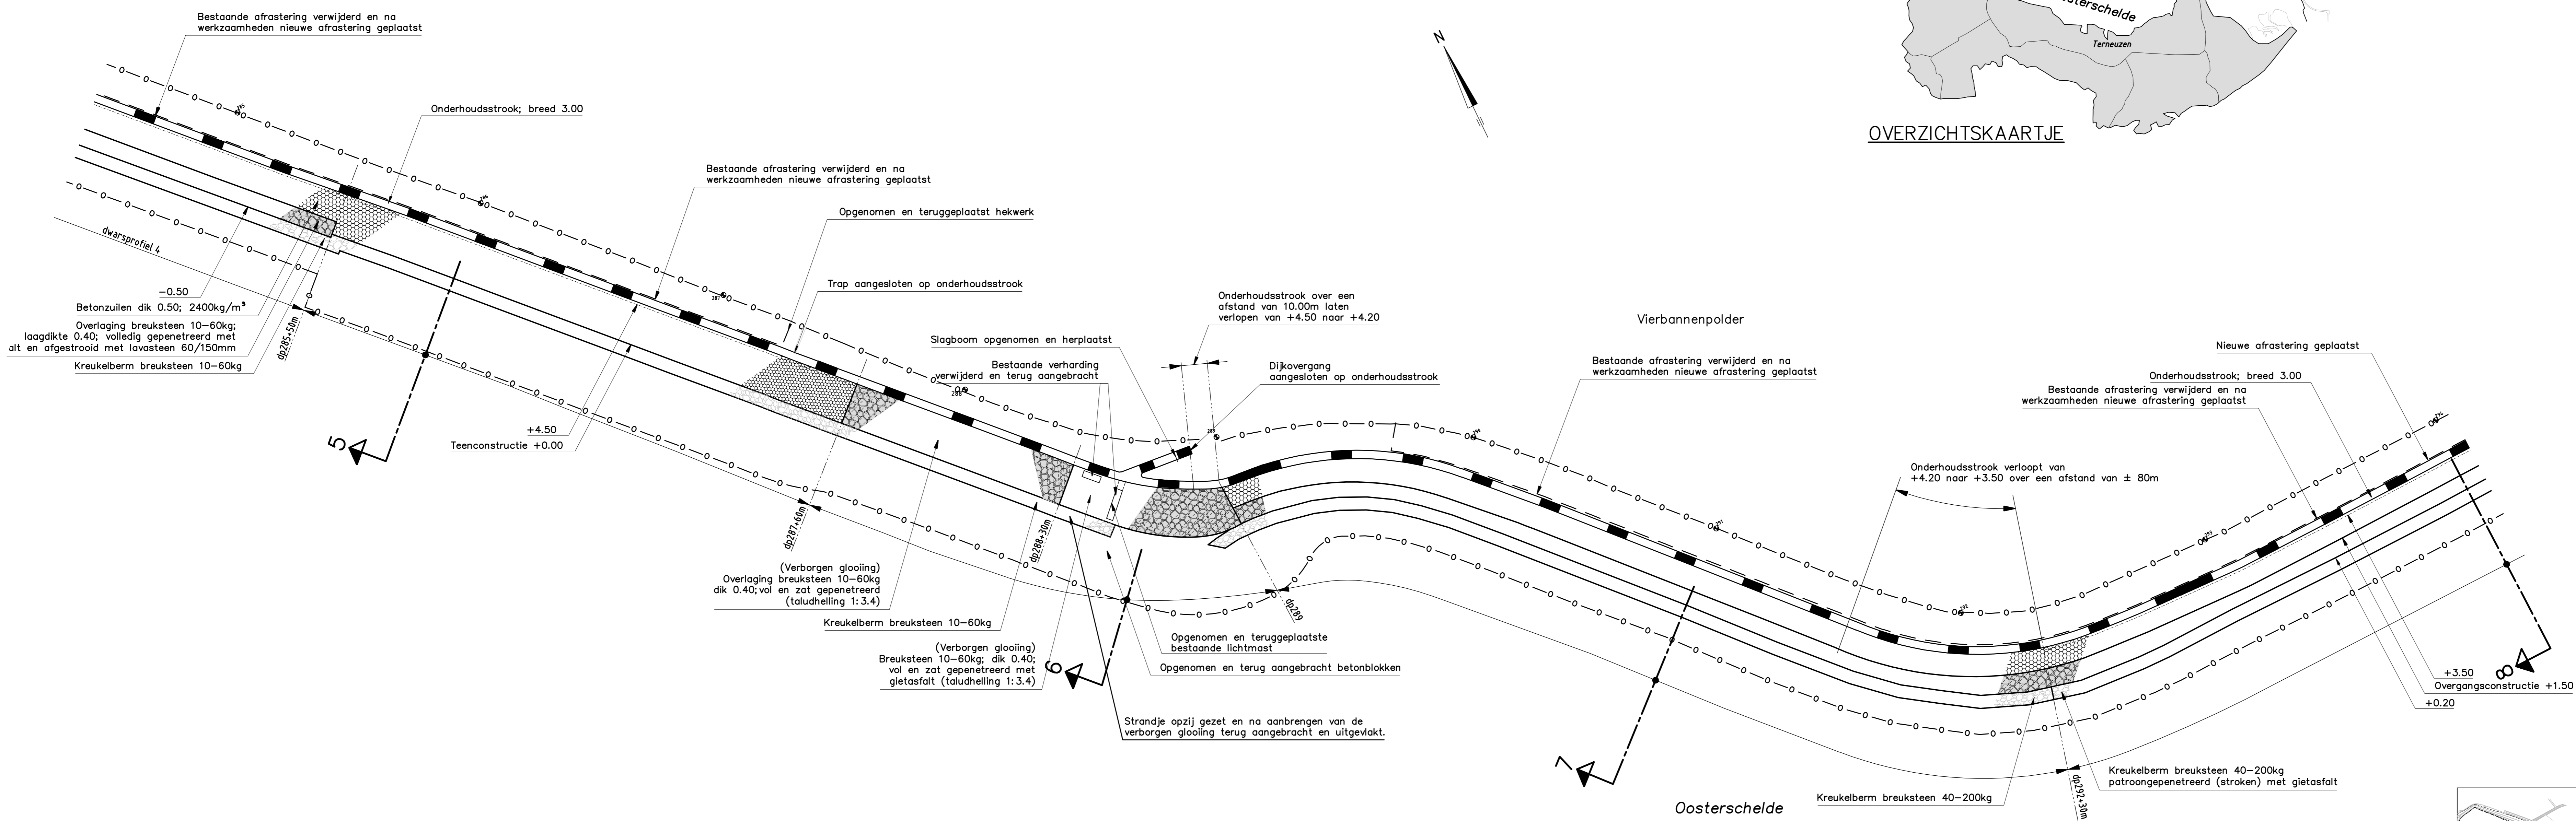 Bestaande afrastering verwijderd en na
werkzaamheden nieuwe afrastering geplaatst
Onderhoudsstrook; breed 3.00
Bestaande afrastering verwijderd en na
werkzaamheden nieuwe afrastering geplaatst
Opgenomen en teruggeplaatst hekwerk
Trap aangesloten op onderhoudsstrook
Slagboom opgenomen en herplaatst
Bestaande verharding
verwijderd en terug aangebracht
Onderhoudsstrook over een
afstand van 10.00m laten
verlopen van +4.50 naar +4.20
Dijkovergang
aangesloten op onderhoudsstrook
N
Oosterschelde
Terneuzen
OVERZICHTSKAARTJE
Vierbannenpolder
Bestaande afrastering verwijderd en na
werkzaamheden nieuwe afrastering geplaatst
Nieuwe afrastering geplaatst
Onderhoudsstrook; breed 3.00
Bestaande afrastering verwijderd en na
werkzaamheden nieuwe afrastering geplaatst
Onderhoudsstrook verloopt van
+4.20 naar +3.50 over een afstand van ± 80m
dwarsprofiel 4
-0.50
Betonzuilen dik 0.50; 2400kg/m³
Overlaging breuksteen 10-60kg;
laagdikte 0.40; volledig gepenetreerd met
alt en afgestrooid met lavasteen 60/150mm
Kreukelberm breuksteen 10-60kg
dp285+50m
5
+4.50
Teenconstructie +0.00
285
286
287
288
289
290
291
292
293
294
dp287+60m
dp288+30m
dp289
(Verborgen glooiing)
Overlaging breuksteen 10-60kg
dik 0.40;vol en zat gepenetreerd
(taludhelling 1:3.4)
Kreukelberm breuksteen 10-60kg
(Verborgen glooiing)
Breuksteen 10-60kg; dik 0.40;
vol en zat gepenetreerd met
gietasfalt (taludhelling 1:3.4)
6
Opgenomen en teruggeplaatste
bestaande lichtmast
Opgenomen en terug aangebracht betonblokken
Strandje opzij gezet en na aanbrengen van de
verborgen glooiing terug aangebracht en uitgevlakt.
7
Oosterschelde
Kreukelberm breuksteen 40-200kg
Kreukelberm breuksteen 40-200kg
patroongepenetreerd (stroken) met gietasfalt
dp292+30m
8
+3.50
Overgangsconstructie +1.50
+0.20